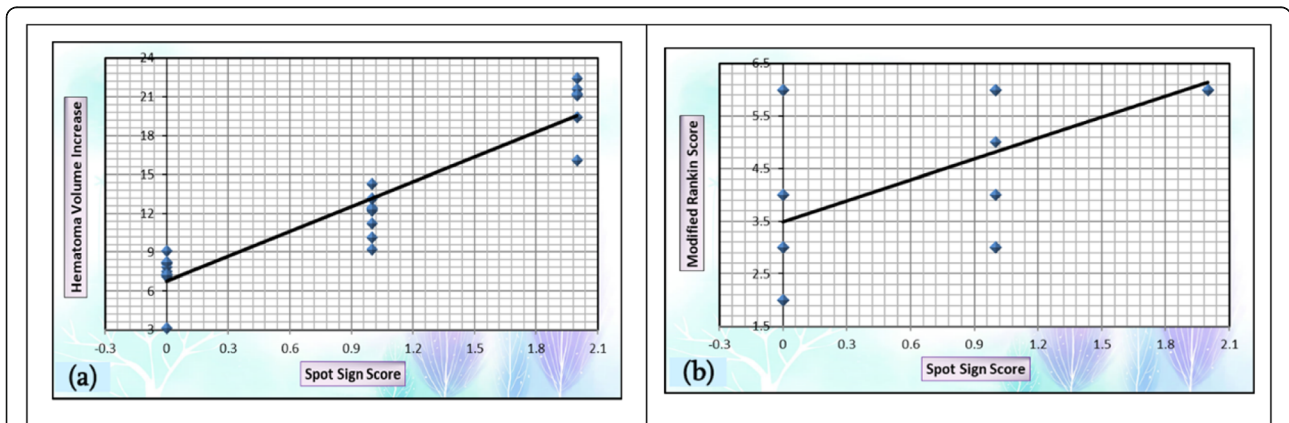 24
21
18
15
12
9
6
3
Hematoma Volume Increase
-0.3 0 0.3 0.6 0.9 1.2 1.5 1.8 2.1
Spot Sign Score
(a)
6.5
5.5
4.5
3.5
2.5
1.5
Modified Rankin Score
-0.3 0 0.3 0.6 0.9 1.2 1.5 1.8 2.1
Spot Sign Score
(b)